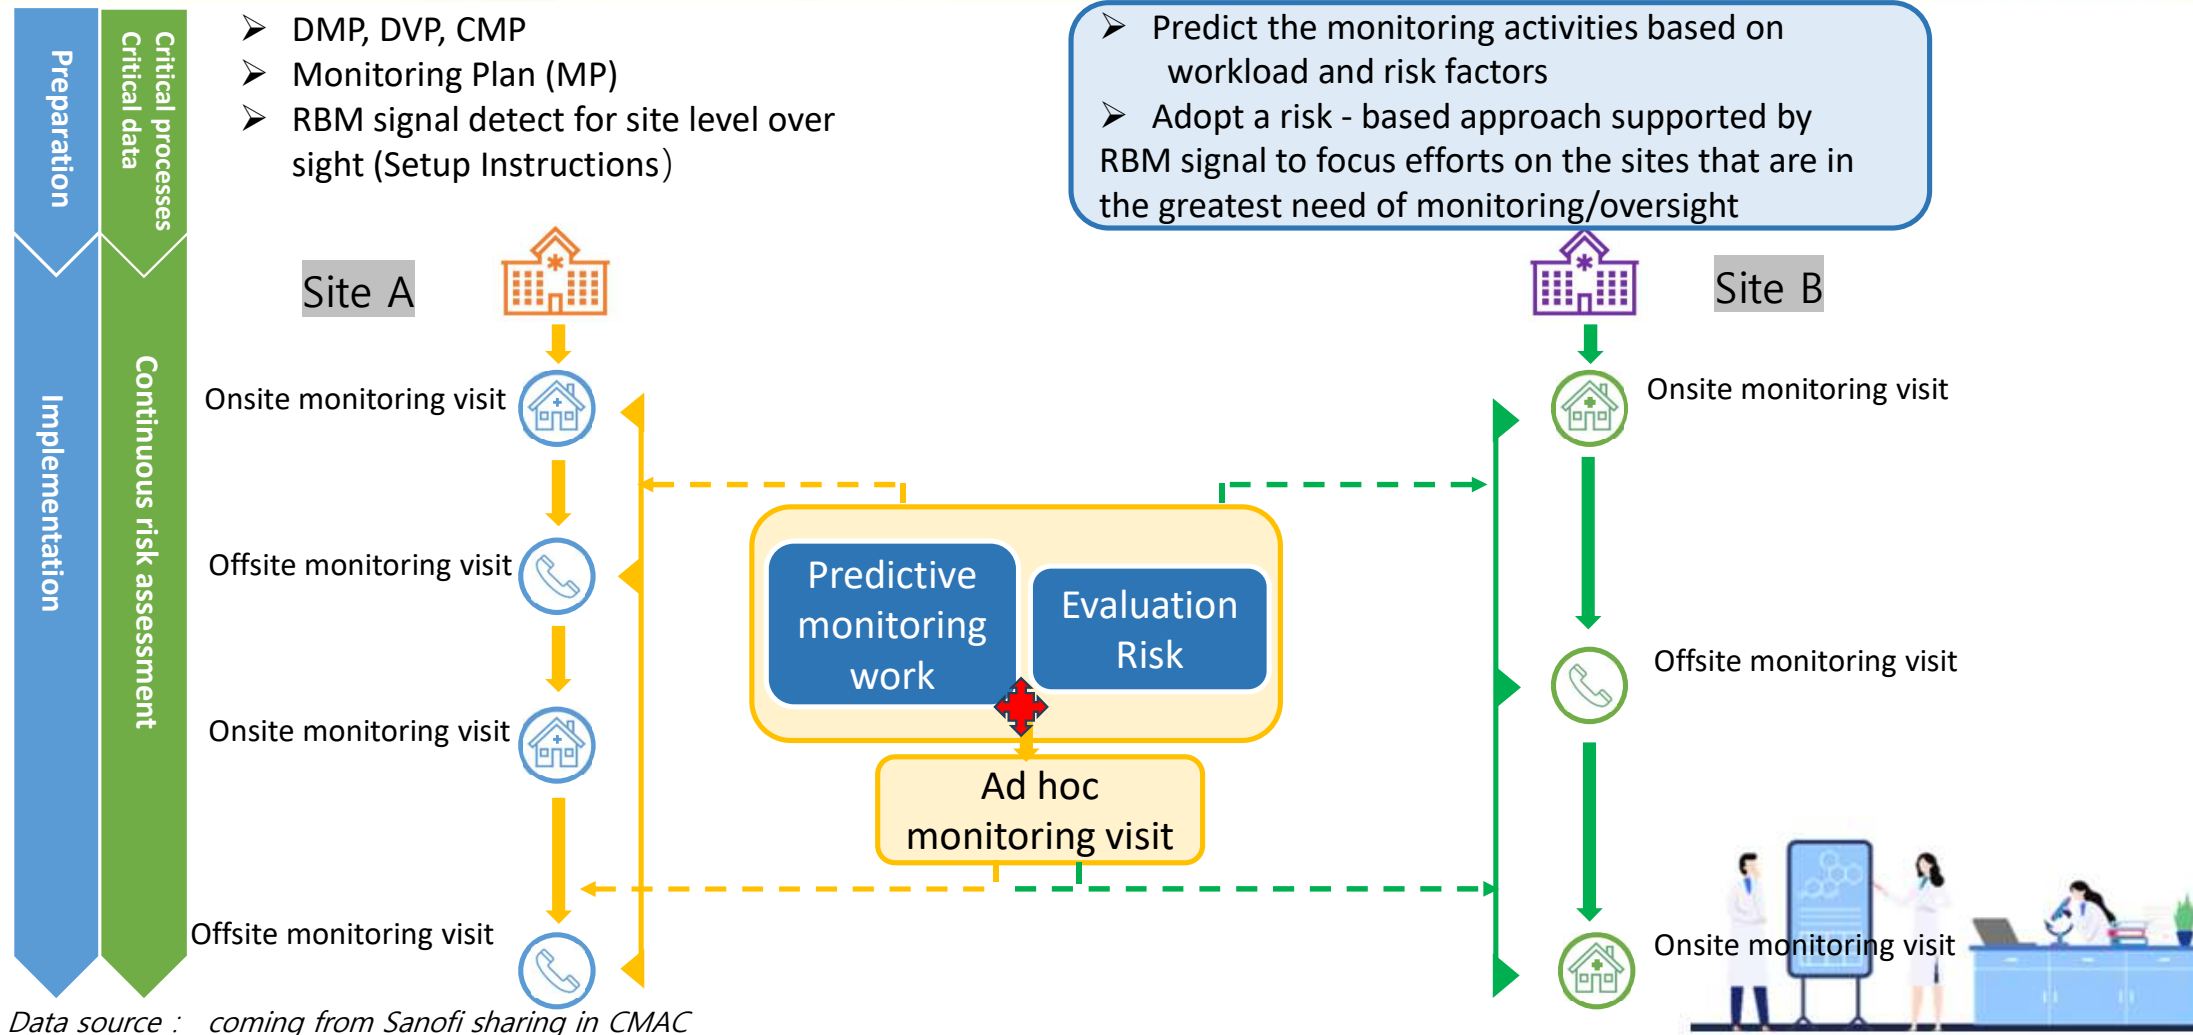 Preparation
Critical processes
Critical data
Implementation
Continuous risk assessment
➢ DMP, DVP, CMP
➢ Monitoring Plan (MP)
➢ RBM signal detect for site level over
sight (Setup Instructions）
➢ Predict the monitoring activities based on
workload and risk factors
➢ Adopt a risk - based approach supported by
RBM signal to focus efforts on the sites that are in
the greatest need of monitoring/oversight
Site A
Onsite monitoring visit
Offsite monitoring visit
Onsite monitoring visit
Offsite monitoring visit
Predictive
monitoring
work
Evaluation
Risk
Ad hoc
monitoring visit
Site B
Onsite monitoring visit
Offsite monitoring visit
Onsite monitoring visit
Data source : coming from Sanofi sharing in CMAC